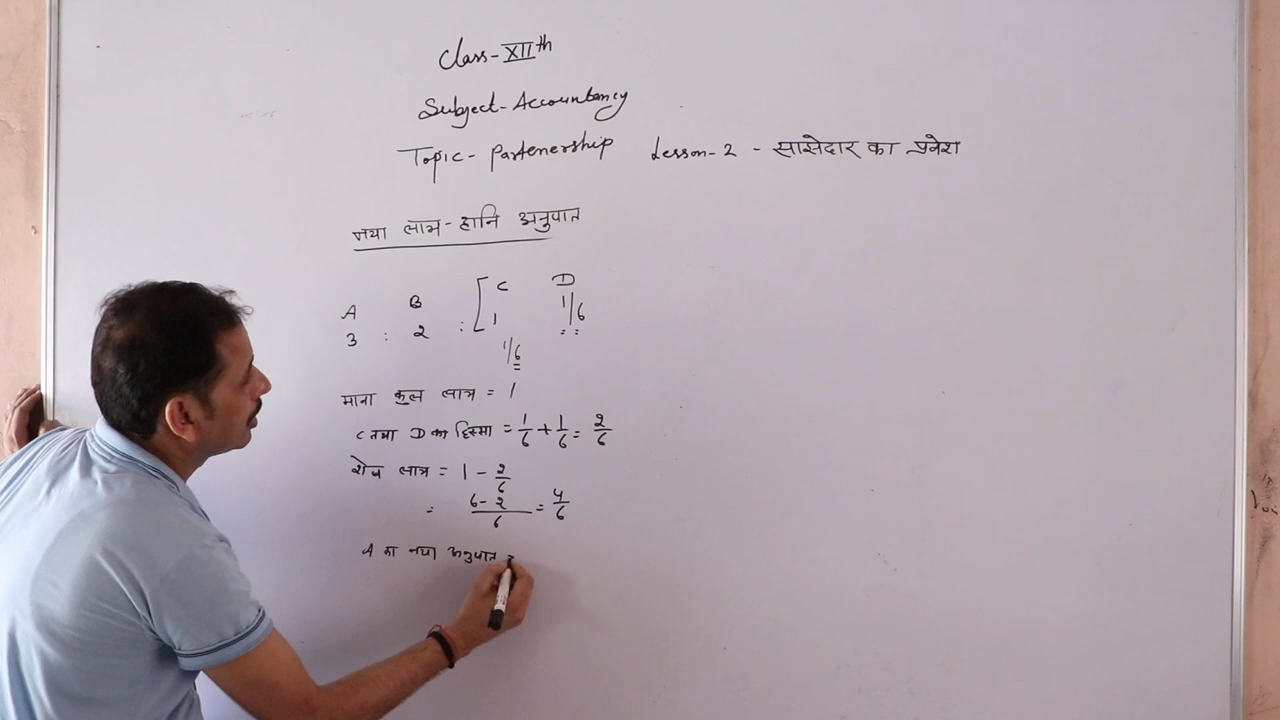 Class-XIIth
Subject-Accountancy
Topic- Partenership Lesson-2 - साझेदार का प्रवेश
नया लाभ-हानि अनुपात
A B [ C D
3 : 2 : 1 1/6
1/6
माना कुल लाभ = 1
C तथा D का हिस्सा = 1/6 + 1/6 = 2/6
शेष लाभ = 1 - 2/6
= 6-2/6 = 4/6
A का नया अनुपात =